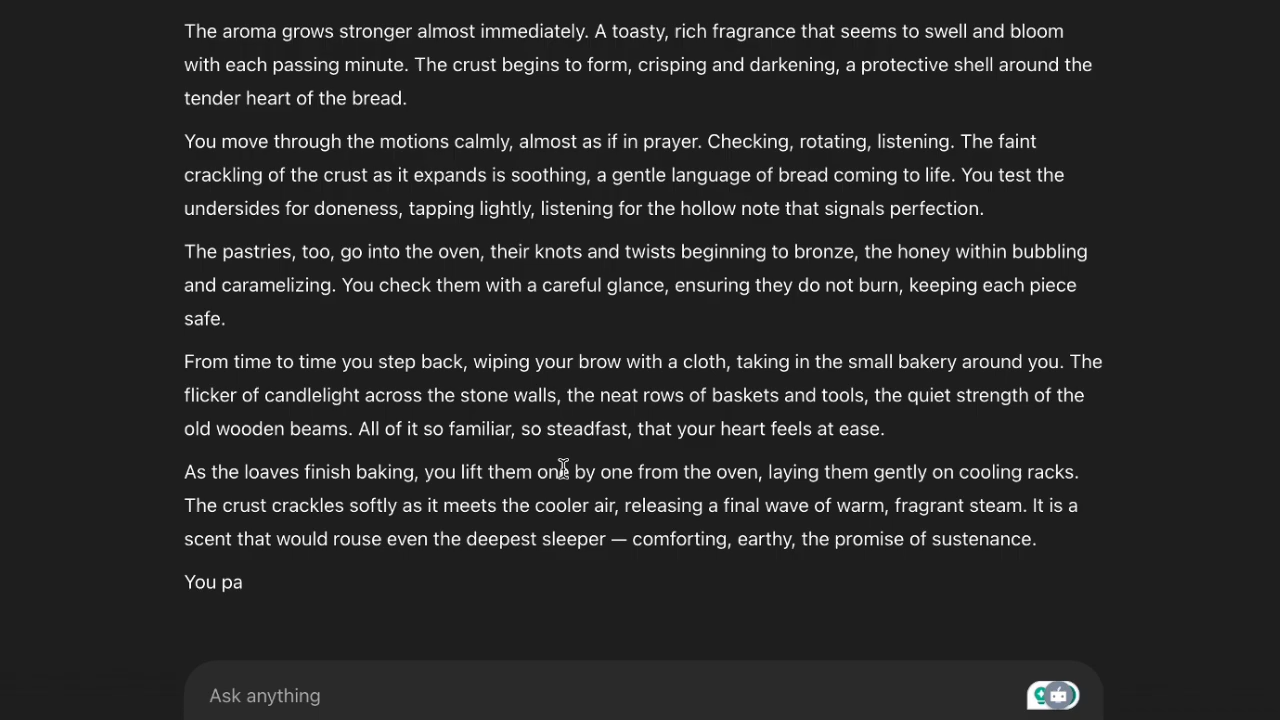 The aroma grows stronger almost immediately. A toasty, rich fragrance that seems to swell and bloom
with each passing minute. The crust begins to form, crisping and darkening, a protective shell around the
tender heart of the bread.
You move through the motions calmly, almost as if in prayer. Checking, rotating, listening. The faint
crackling of the crust as it expands is soothing, a gentle language of bread coming to life. You test the
undersides for doneness, tapping lightly, listening for the hollow note that signals perfection.
The pastries, too, go into the oven, their knots and twists beginning to bronze, the honey within bubbling
and caramelizing. You check them with a careful glance, ensuring they do not burn, keeping each piece
safe.
From time to time you step back, wiping your brow with a cloth, taking in the small bakery around you. The
flicker of candlelight across the stone walls, the neat rows of baskets and tools, the quiet strength of the
old wooden beams. All of it so familiar, so steadfast, that your heart feels at ease.
As the loaves finish baking, you lift them one by one from the oven, laying them gently on cooling racks.
The crust crackles softly as it meets the cooler air, releasing a final wave of warm, fragrant steam. It is a
scent that would rouse even the deepest sleeper — comforting, earthy, the promise of sustenance.
You pa
Ask anything